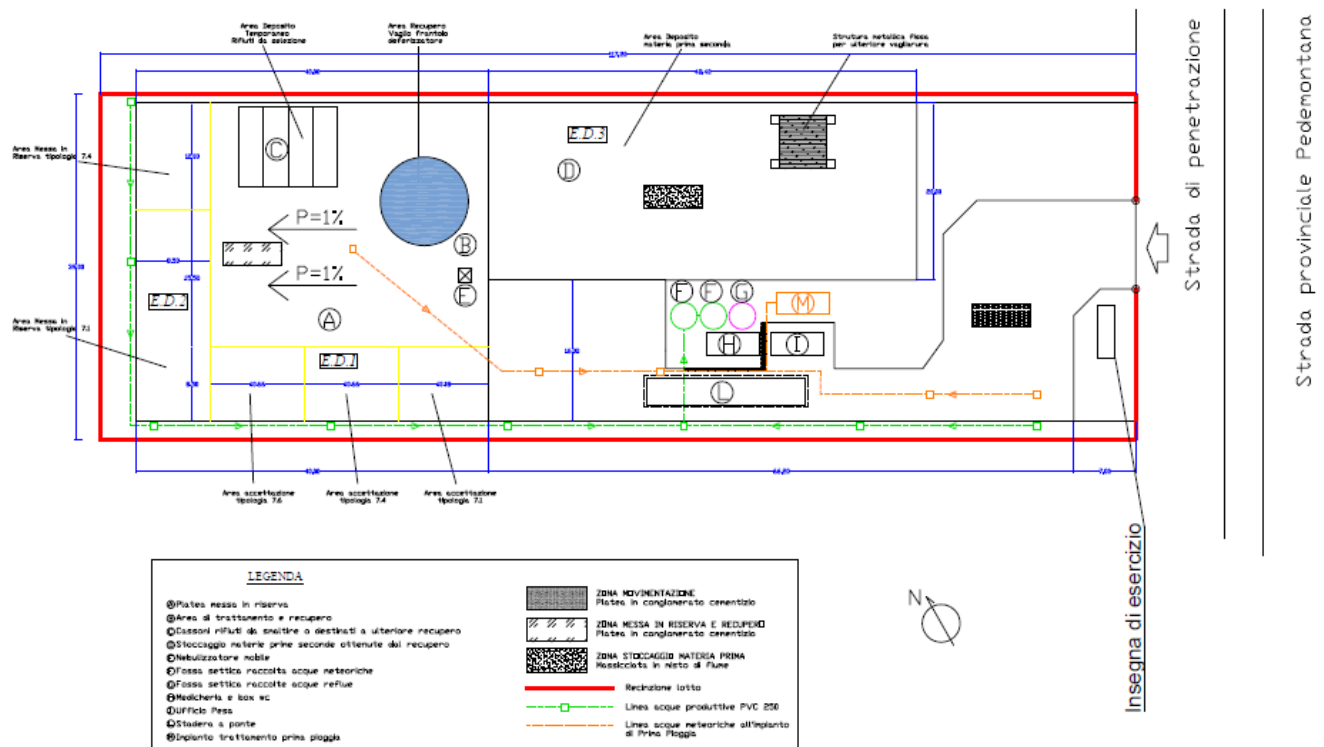 Area Deposito
Temporaneo
Rifiuti da selezione
Area Recupero
Vaglio frantoio
deferizzatore
Area Deposito
materia prima seconda
Strutura metallica fissa
per ulteriore vagliarura
Strada di penetrazione
Strada provinciale Pedemontana
Area Messa in
Riserva tipologia 7.4
Area Messa in
Riserva tipologia 7.1
C
E.D.3
D
P=1%
P=1%
B
E
E.D.2
A
E.D.1
F
F
G
M
H
I
L
Area accettazione
tipologia 7.6
Area accettazione
tipologia 7.4
Area accettazione
tipologia 7.1
Insegna di esercizio
N
LEGENDA
Platea messa in riserva
Area di trattamento e recupero
Cassoni rifiuti da smaltire o destinati a ulteriore recupero
Stoccaggio materie prime seconde ottenute dal recupero
Nebulizzatore mobile
Fossa settica raccolta acque meteoriche
Fossa settica raccolte acque reflue
Medicheria e box wc
Ufficio Pesa
Stadera a ponte
Impianto trattamento prima pioggia
ZONA MOVIMENTAZIONE
Platea in conglomerato cementizio
ZONA MESSA IN RISERVA E RECUPERO
Platea in conglomerato cementizio
ZONA STOCCAGGIO MATERIA PRIMA
Massicciata in misto di fiume
Recinzione lotto
Linea acque produttive PVC 250
Linea acque meteoriche all'impianto
di Prima Pioggia